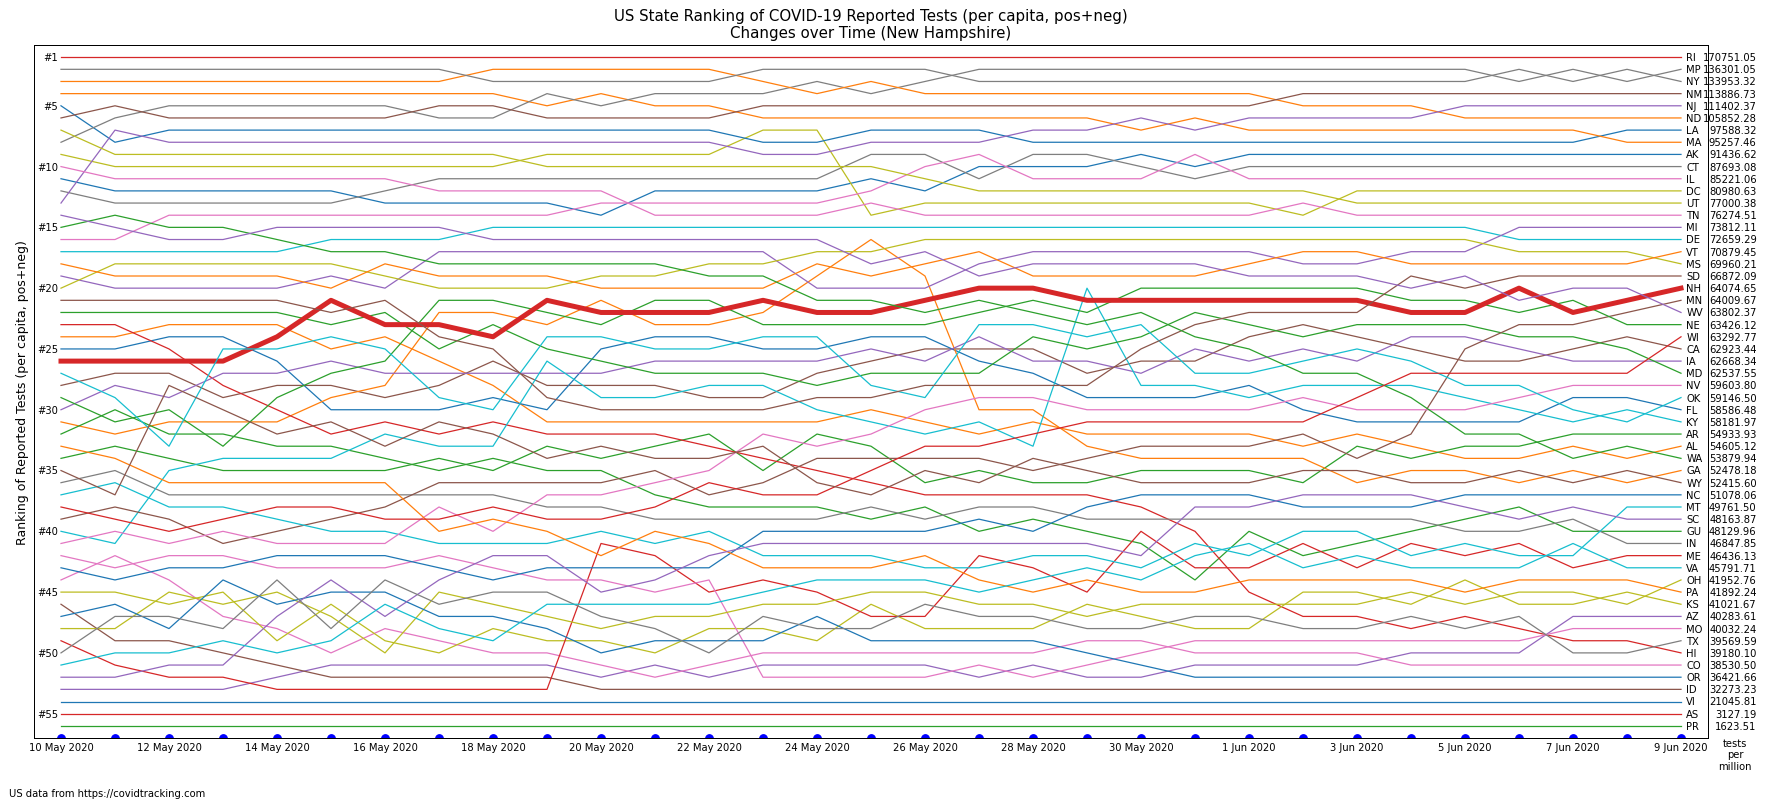 US State Ranking of COVID-19 Reported Tests (per capita, pos+neg)
Changes over Time (New Hampshire)
Ranking of Reported Tests (per capita, pos+neg)
#1
#5
#10
#15
#20
#25
#30
#35
#40
#45
#50
#55
RI 170751.05
MP 136301.05
NY 133953.32
NM 113886.73
NJ 111402.37
ND 105852.28
LA 97588.32
MA 95257.46
AK 91436.62
CT 87693.08
IL 85221.06
DC 80980.63
UT 77000.38
TN 76274.51
MI 73812.11
DE 72659.29
VT 70879.45
MS 69960.21
SD 66872.09
NH 64074.65
MN 64009.67
WV 63802.37
NE 63426.12
WI 63292.77
CA 62923.44
IA 62668.34
MD 62537.55
NV 59603.80
OK 59146.50
FL 58586.48
KY 58181.97
AR 54933.93
AL 54605.12
WA 53879.94
GA 52478.18
WY 52415.60
NC 51078.06
MT 49761.50
SC 48163.87
GU 48129.96
IN 46847.85
ME 46436.13
VA 45791.71
OH 41952.76
PA 41892.24
KS 41021.67
AZ 40283.61
MO 40032.24
TX 39569.59
HI 39180.10
CO 38530.50
OR 36421.66
ID 32273.23
VI 21045.81
AS 3127.19
PR 1623.51
10 May 2020 12 May 2020 14 May 2020 16 May 2020 18 May 2020 20 May 2020 22 May 2020 24 May 2020 26 May 2020 28 May 2020 30 May 2020 1 Jun 2020 3 Jun 2020 5 Jun 2020 7 Jun 2020 9 Jun 2020
tests
per
million
US data from https://covidtracking.com